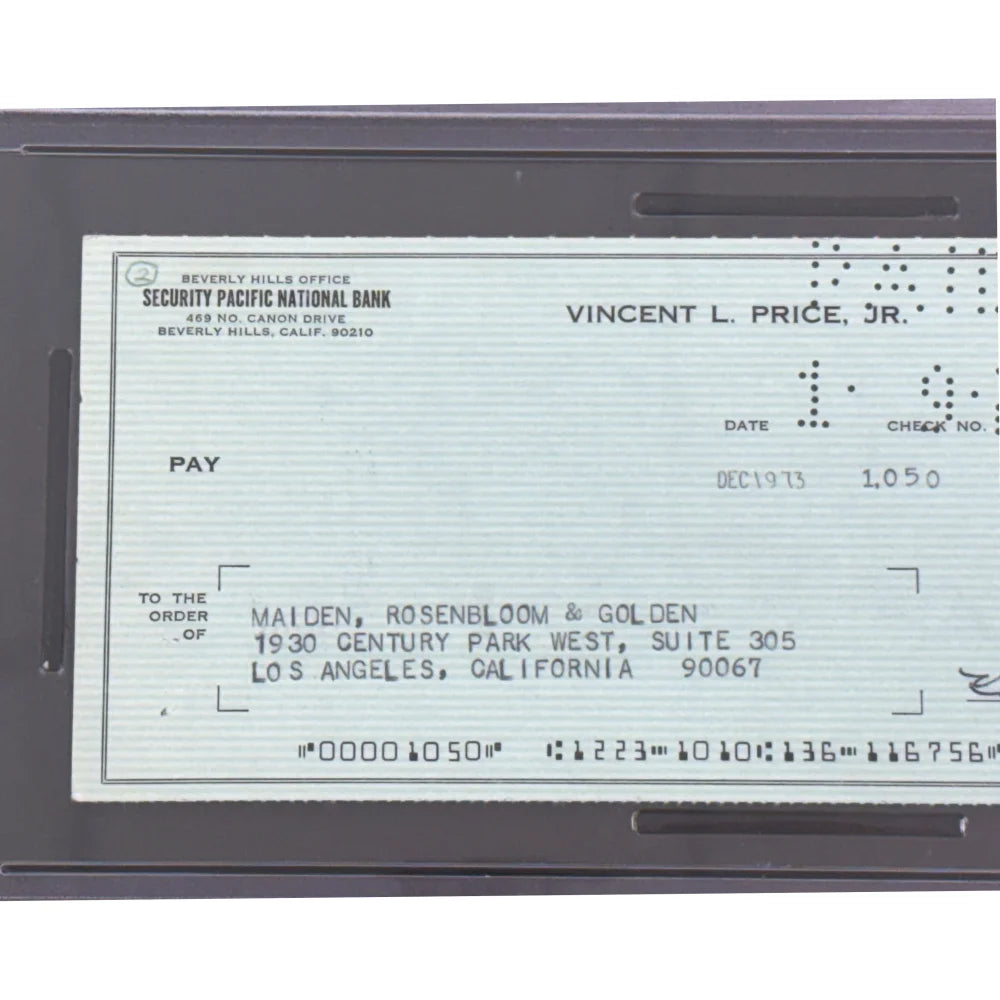 2
BEVERLY HILLS OFFICE
SECURITY PACIFIC NATIONAL BANK
469 NO. CANON DRIVE
BEVERLY HILLS, CALIF. 90210
VINCENT L. PRICE, JR.
DATE
CHECK NO.
PAY
DEC 1973
1,050
TO THE
ORDER
OF
MAIDEN, ROSENBLOOM & GOLDEN
1930 CENTURY PARK WEST, SUITE 305
LOS ANGELES, CALIFORNIA 90067
⑈00001050⑈ ⑆1223⑉1010⑆136⑉116756⑈